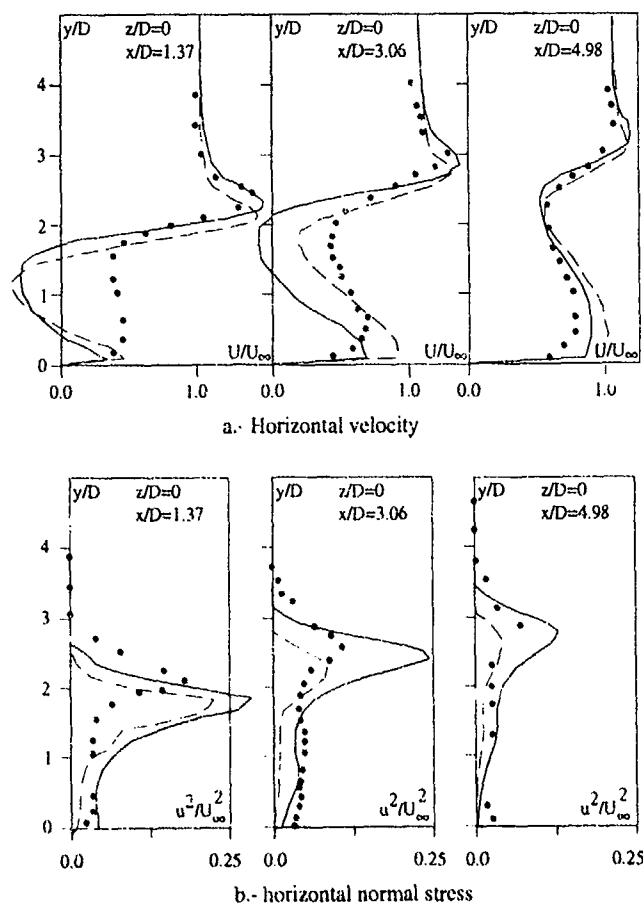 y/D z/D=0 y/D z/D=0 y/D z/D=0
x/D=1.37 x/D=3.06 x/D=4.98
4
3
2
1
0
U/U∞ U/U∞ U/U∞
0.0 1.0 0.0 1.0 0.0 1.0
a.- Horizontal velocity
y/D z/D=0 y/D z/D=0 y/D z/D=0
x/D=1.37 x/D=3.06 x/D=4.98
4
3
2
1
0
u²/U²∞ u²/U²∞ u²/U²∞
0.0 0.25 0.0 0.25 0.0 0.25
b.- horizontal normal stress